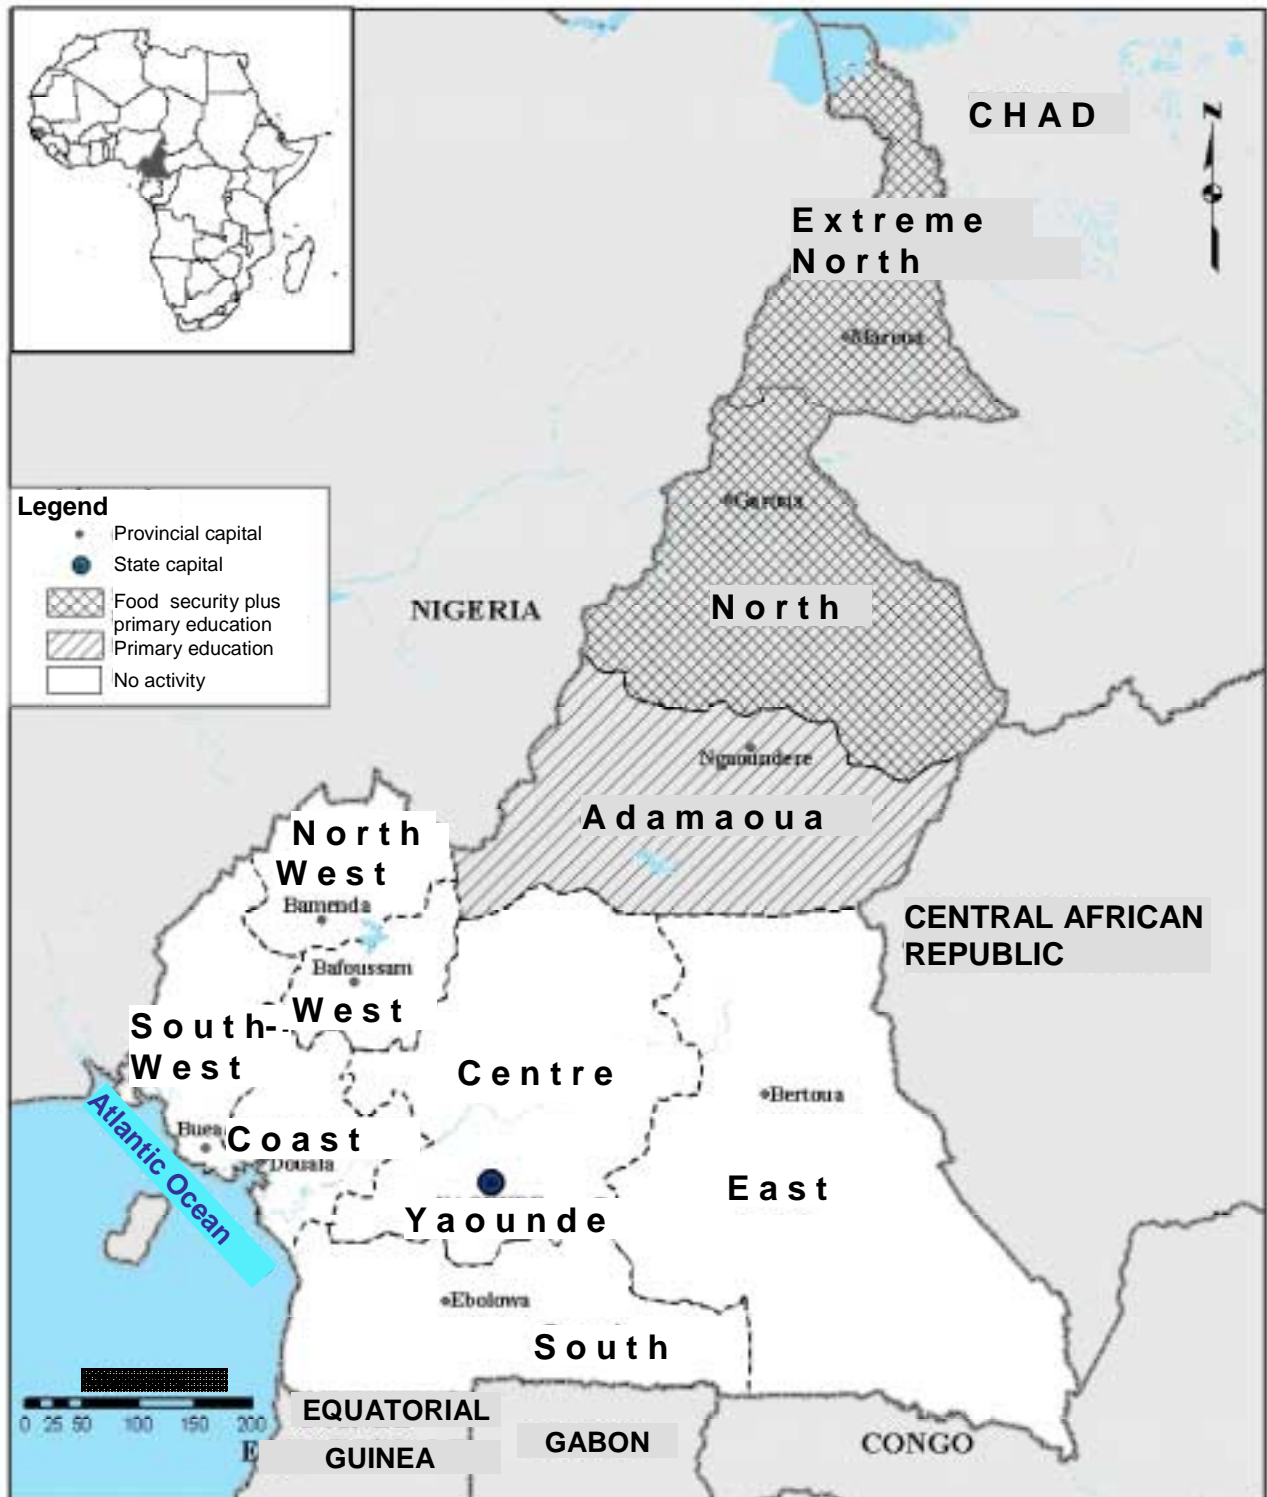 CHAD
N
Extreme
North
Maroua
Garoua
Legend
Provincial capital
State capital
Food security plus
primary education
Primary education
No activity
NIGERIA
North
Ngaoundere
Adamaoua
North
West
Bamenda
CENTRAL AFRICAN
REPUBLIC
Bafoussam
West
South-
West
Centre
Bertoua
Atlantic Ocean
Buea
Coast
Douala
East
Yaounde
Ebolowa
South
0 25 50 100 150 200
EQUATORIAL
GUINEA
E
GABON
CONGO